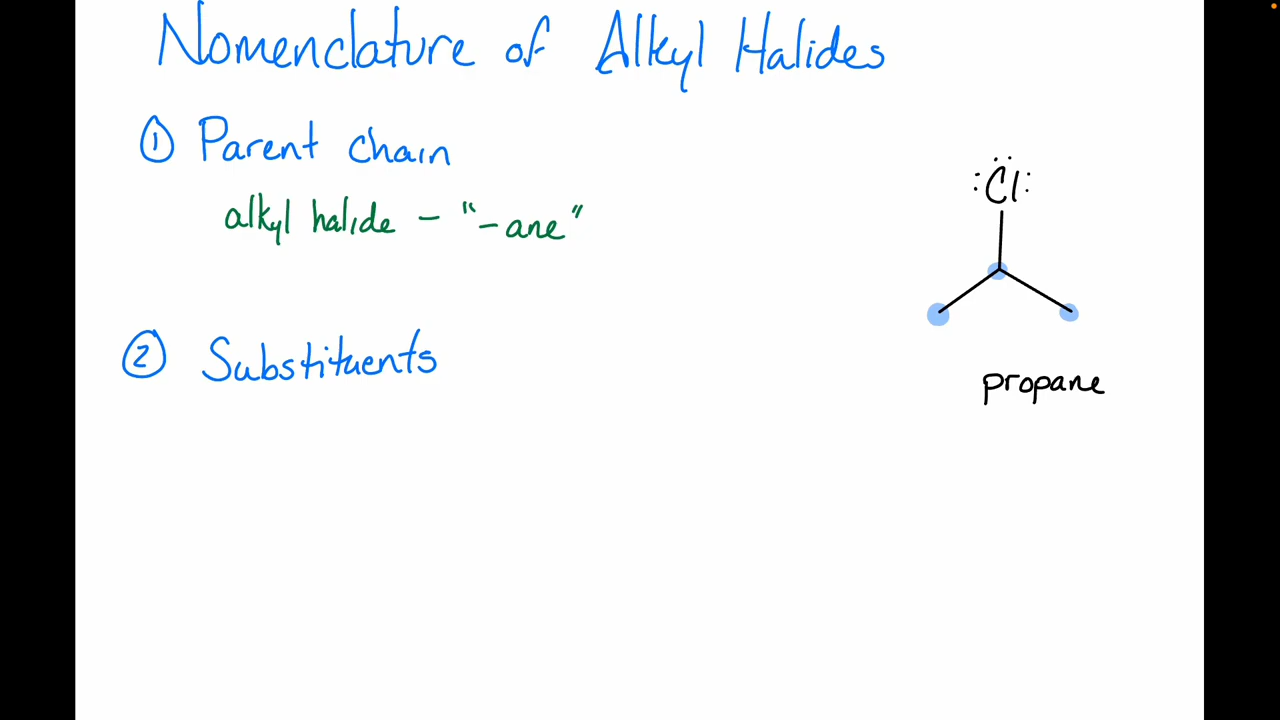 Nomenclature of Alkyl Halides
① Parent chain
alkyl halide - "-ane"
Cl
② Substituents
propane